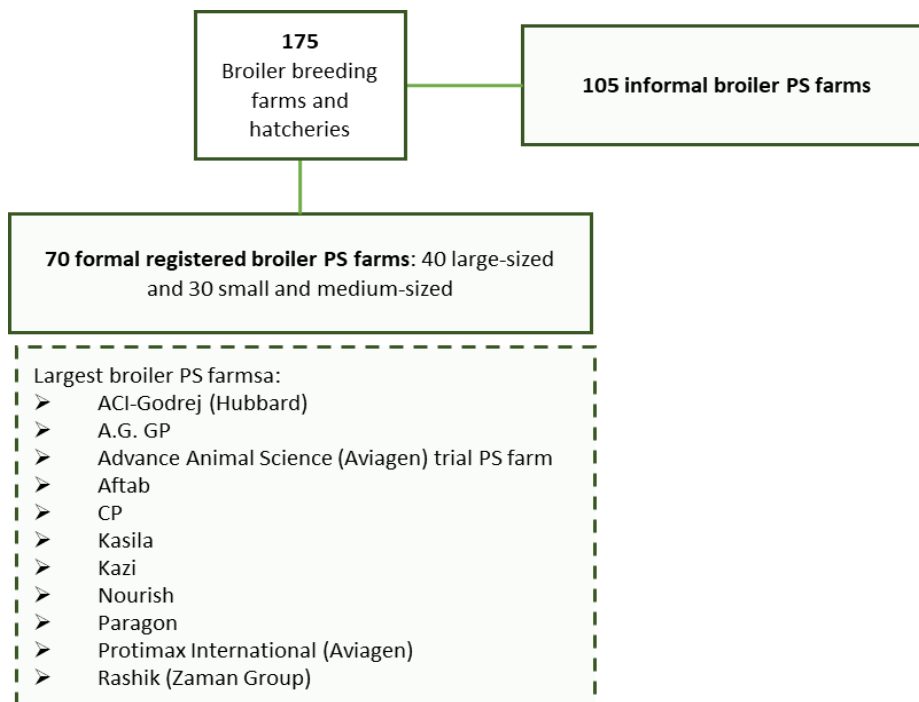 175
Broiler breeding
farms and
hatcheries
105 informal broiler PS farms
70 formal registered broiler PS farms: 40 large-sized
and 30 small and medium-sized
Largest broiler PS farmsa:
➢ ACI-Godrej (Hubbard)
➢ A.G. GP
➢ Advance Animal Science (Aviagen) trial PS farm
➢ Aftab
➢ CP
➢ Kasila
➢ Kazi
➢ Nourish
➢ Paragon
➢ Protimax International (Aviagen)
➢ Rashik (Zaman Group)